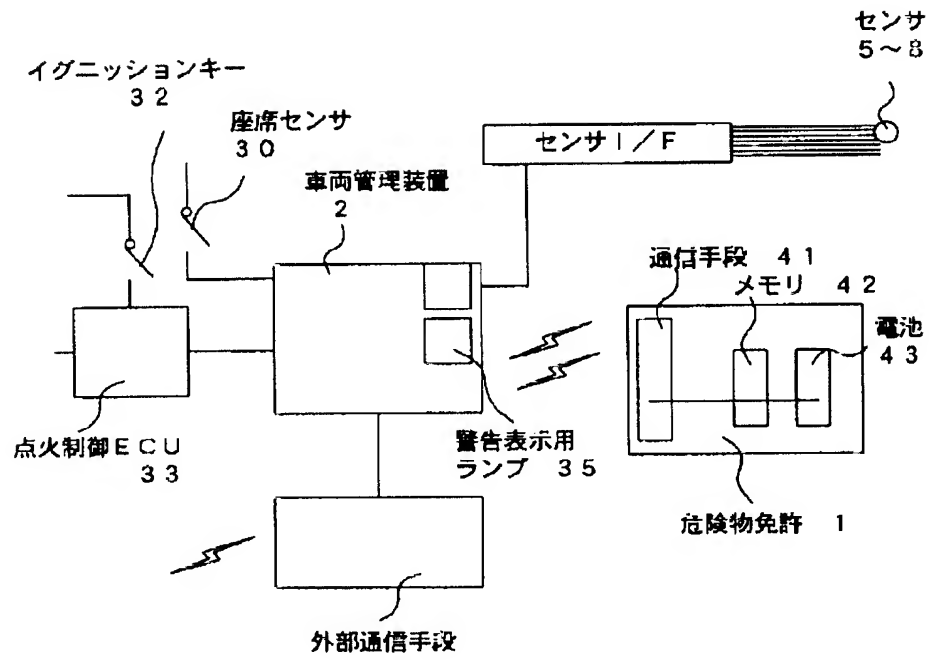 センサ
5〜8
イグニッションキー
32
座席センサ
30
センサI/F
車両管理装置
2
通信手段 41
メモリ 42
電池
43
点火制御ECU
33
警告表示用
ランプ 35
危険物免許 1
外部通信手段